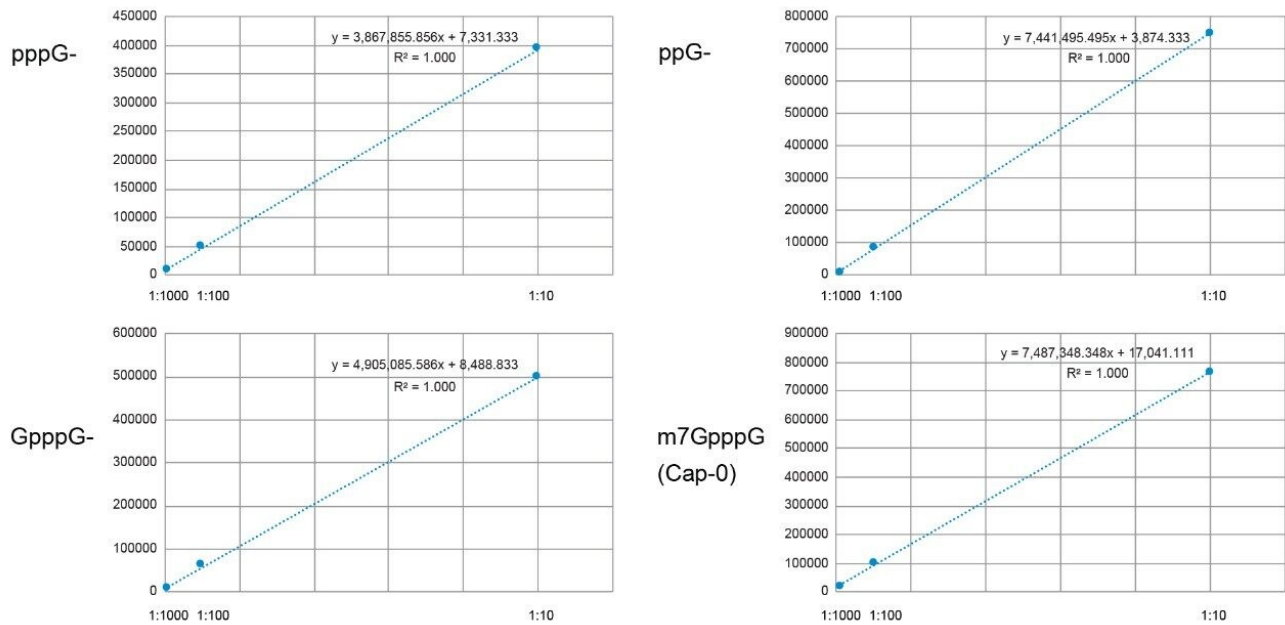 pppG-
450000
400000
350000
300000
250000
200000
150000
100000
50000
0
y = 3,867,855.856x + 7,331.333
R² = 1.000
1:1000 1:100 1:10
ppG-
800000
700000
600000
500000
400000
300000
200000
100000
0
y = 7,441,495.495x + 3,874.333
R² = 1.000
1:1000 1:100 1:10
GpppG-
600000
500000
400000
300000
200000
100000
0
y = 4,905,085.586x + 8,488.833
R² = 1.000
1:1000 1:100 1:10
m7GpppG
(Cap-0)
900000
800000
700000
600000
500000
400000
300000
200000
100000
0
y = 7,487,348.348x + 17,041.111
R² = 1.000
1:1000 1:100 1:10